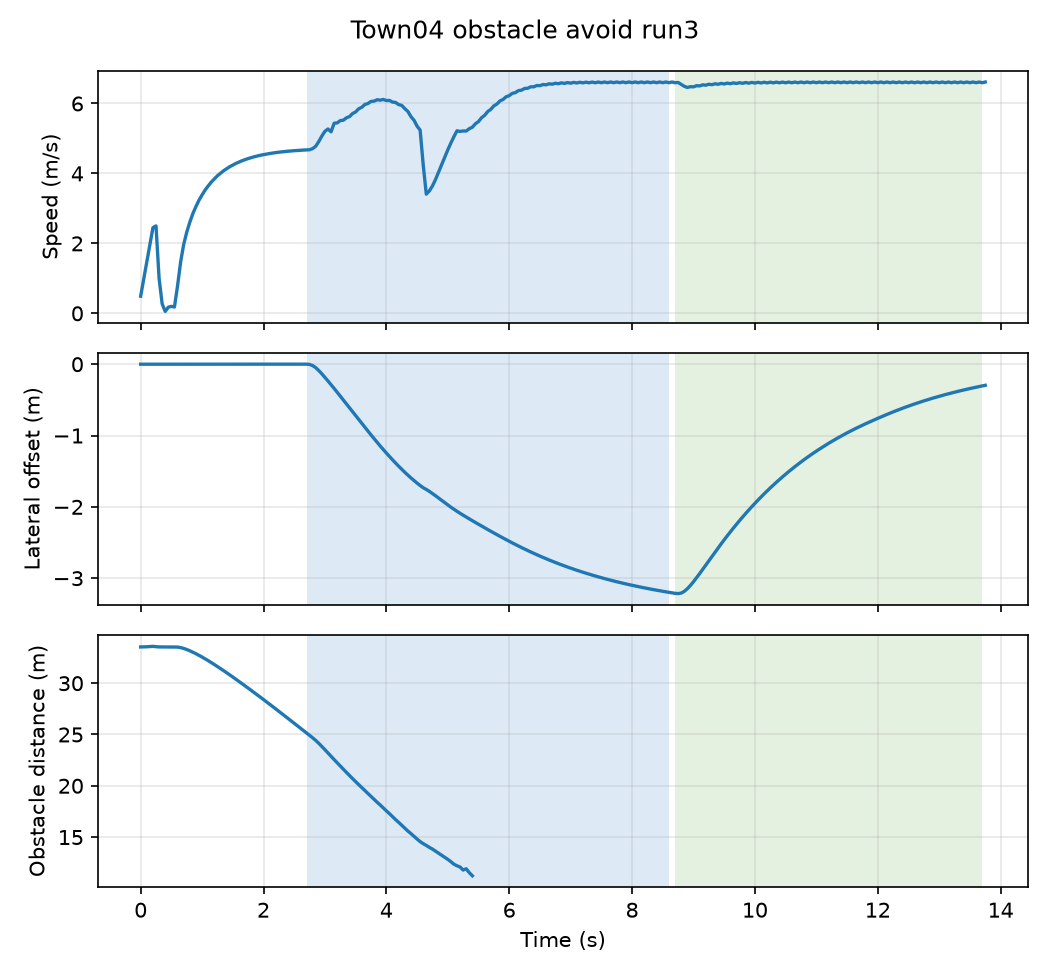 Town04 obstacle avoid run3
Speed (m/s)
6
4
2
0
Lateral offset (m)
0
−1
−2
−3
Obstacle distance (m)
30
25
20
15
0 2 4 6 8 10 12 14
Time (s)